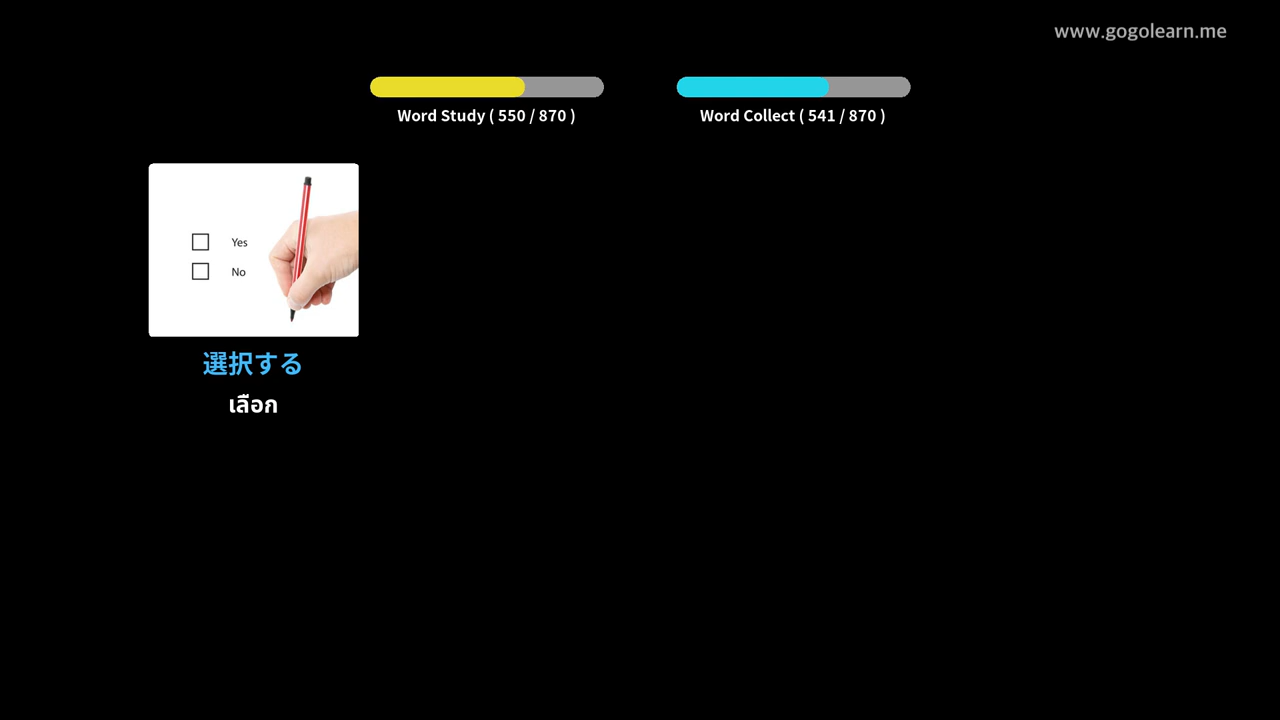 www.gogolearn.me
Word Study ( 550 / 870 )
Word Collect ( 541 / 870 )
Yes
No
選択する
เลือก